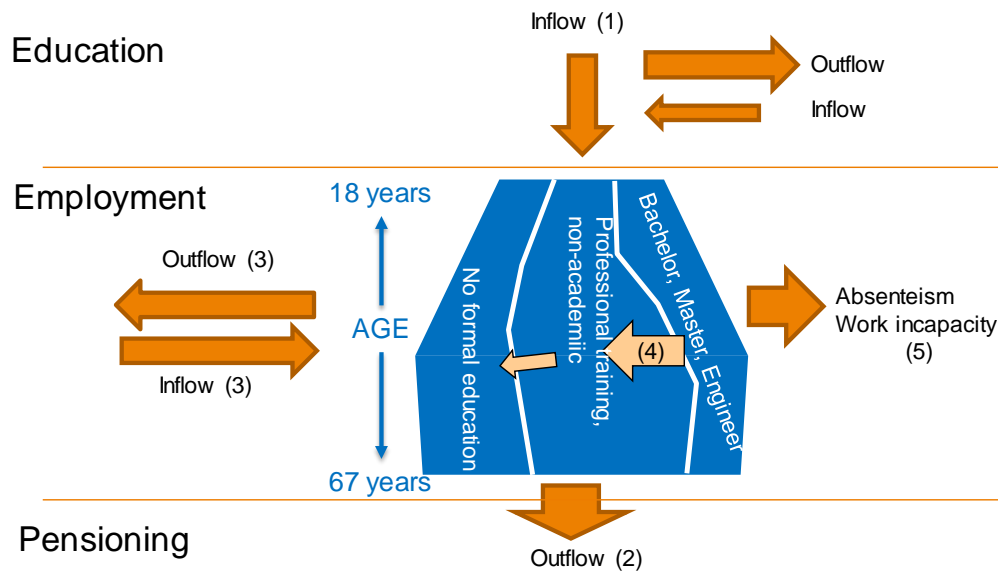 Education
Inflow (1)
Outflow
Inflow
Employment
18 years
Outflow (3)
AGE
Inflow (3)
67 years
No formal education
Professional training,
non-academiic
Bachelor, Master, Engineer
(4)
Absenteism
Work incapacity
(5)
Pensioning
Outflow (2)